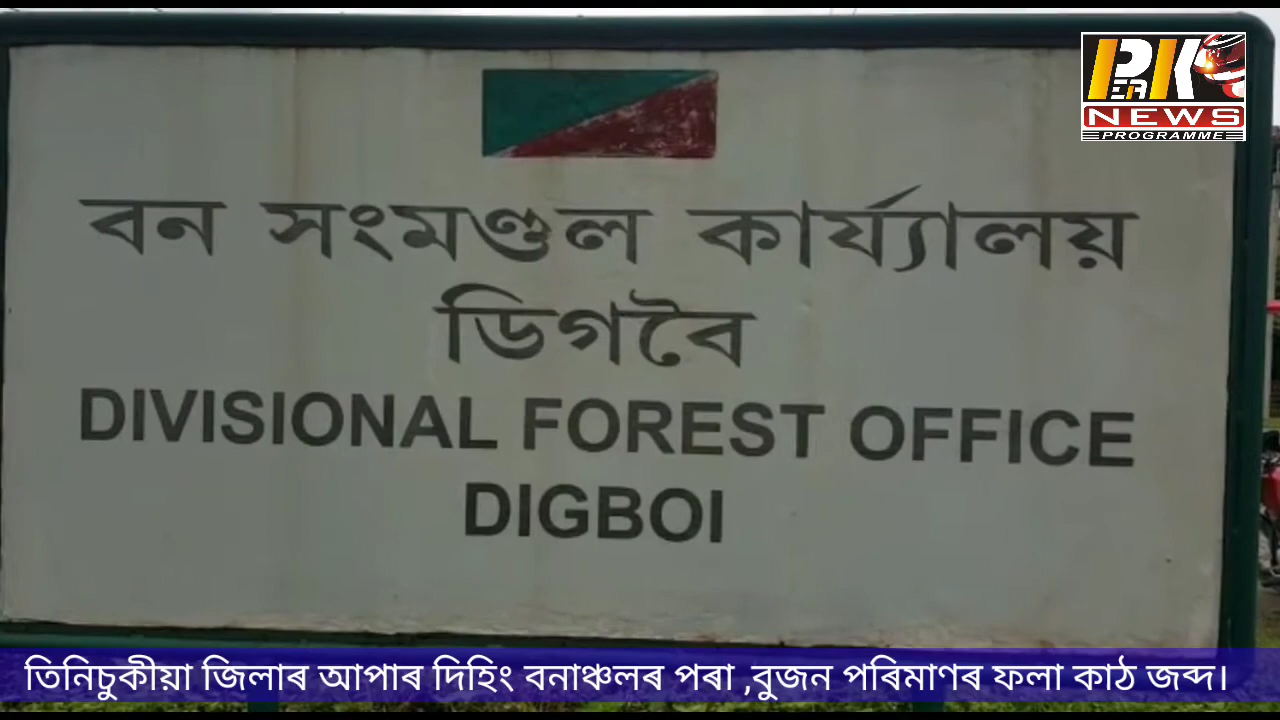 PEAK
NEWS
PROGRAMME
বন সংমণ্ডল কাৰ্য্যালয়
ডিগবৈ
DIVISIONAL FOREST OFFICE
DIGBOI
তিনিচুকীয়া জিলাৰ আপাৰ দিহিং বনাঞ্চলৰ পৰা ,বুজন পৰিমাণৰ ফলা কাঠ জব্দ।